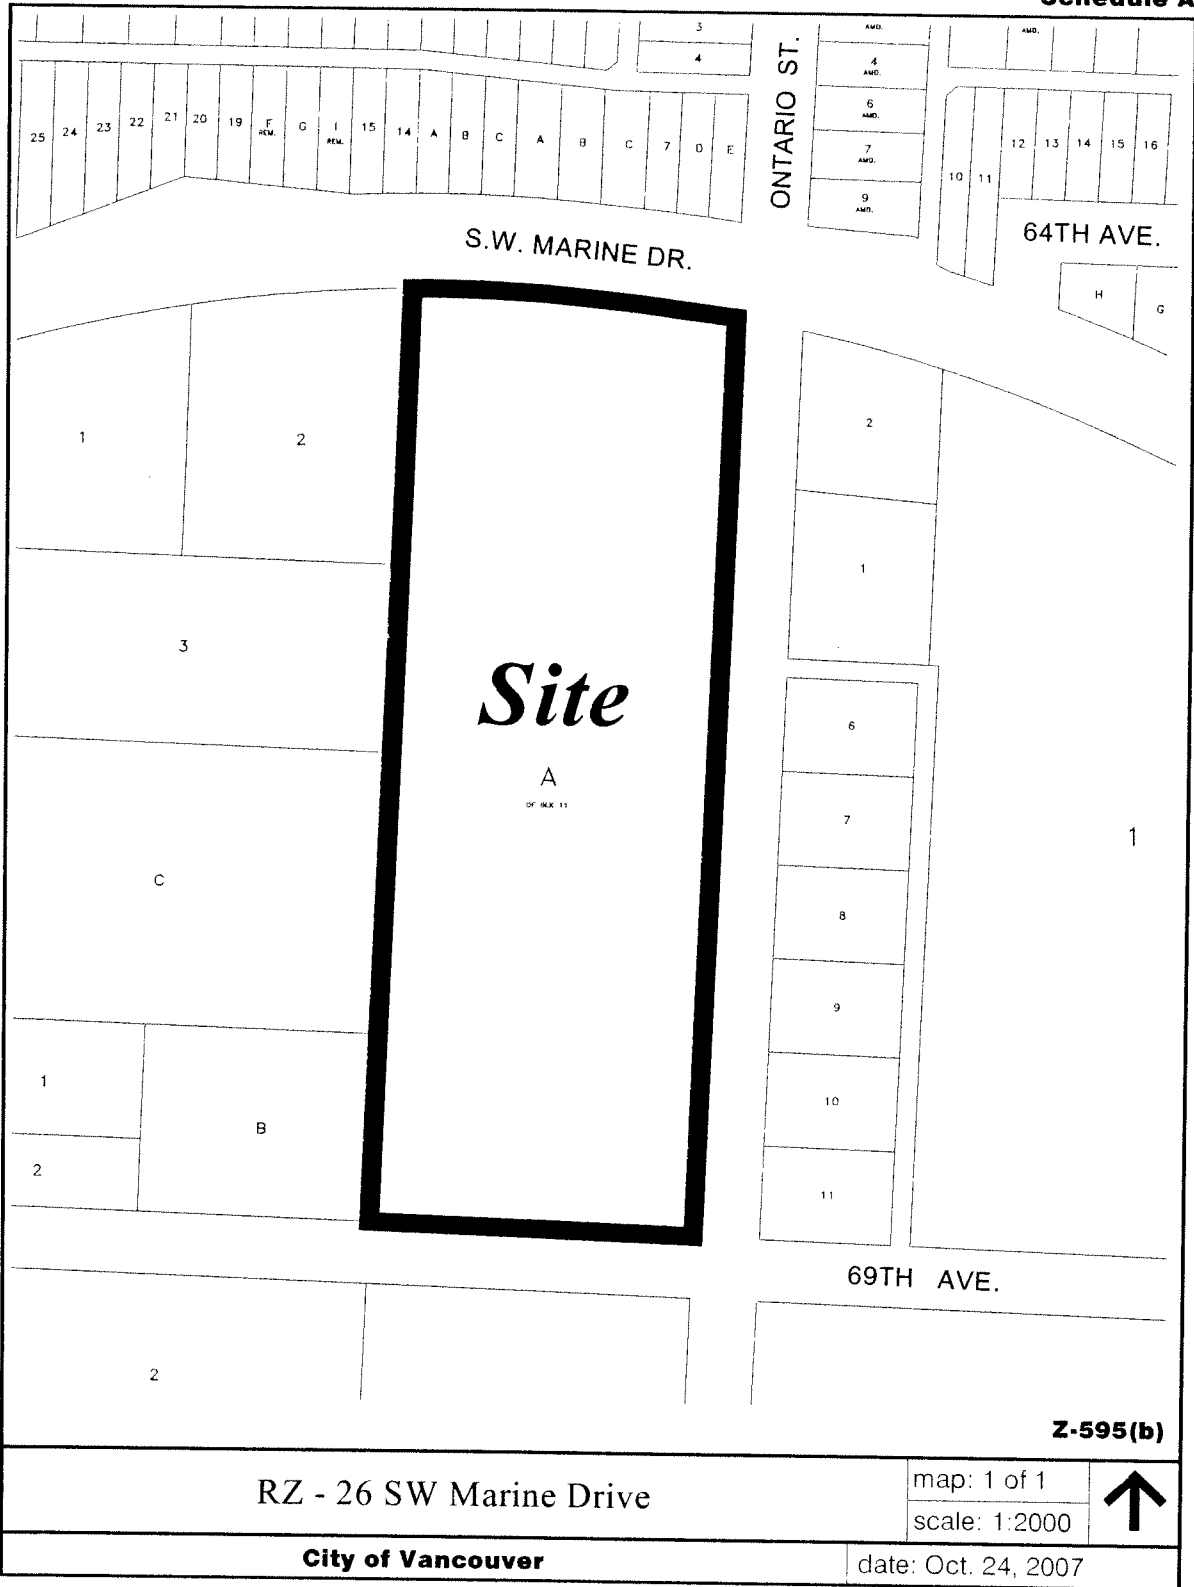 Schedule A
3
4
ONTARIO ST.
AMD.
4
AMD.
6
AMD.
7
AMD.
9
AMD.
AMD.
25 24 23 22 21 20 19 F REM. G I REM. 15 14 A B C A B C 7 D E
10 11 12 13 14 15 16
64TH AVE.
S.W. MARINE DR.
H G
1 2
2
1
3
Site
A
OF BLK 11
6
7
1
C
8
9
1
10
B
2
11
69TH AVE.
2
Z-595(b)
RZ - 26 SW Marine Drive
map: 1 of 1
scale: 1:2000
City of Vancouver
date: Oct. 24, 2007